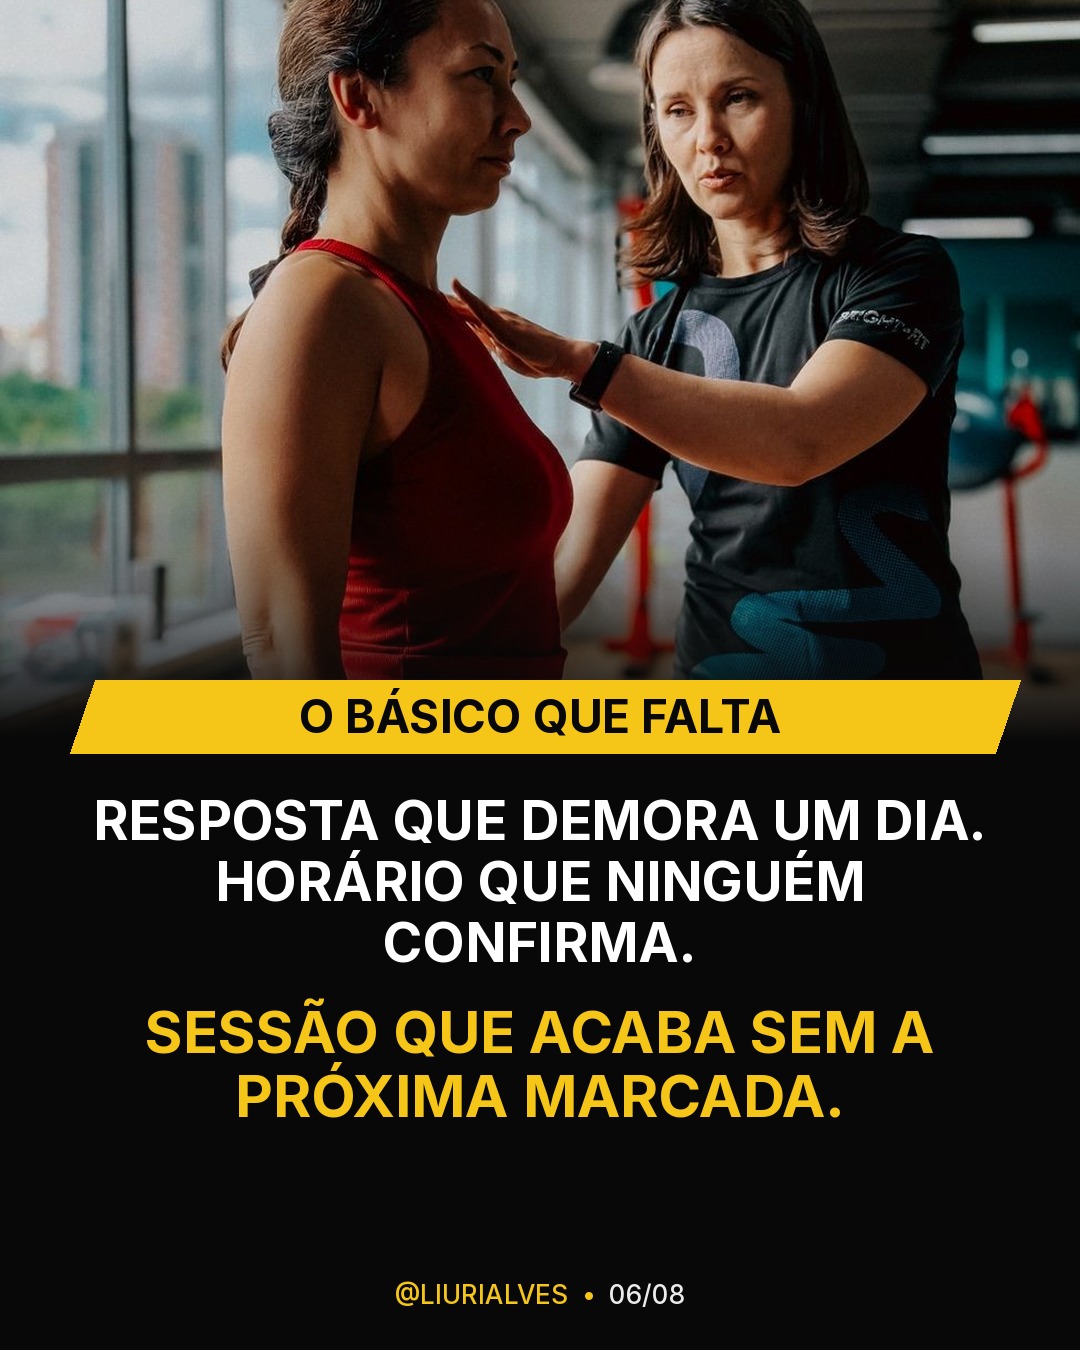 O BÁSICO QUE FALTA
RESPOSTA QUE DEMORA UM DIA.
HORÁRIO QUE NINGUÉM
CONFIRMA.
SESSÃO QUE ACABA SEM A
PRÓXIMA MARCADA.
@LIURIALVES • 06/08